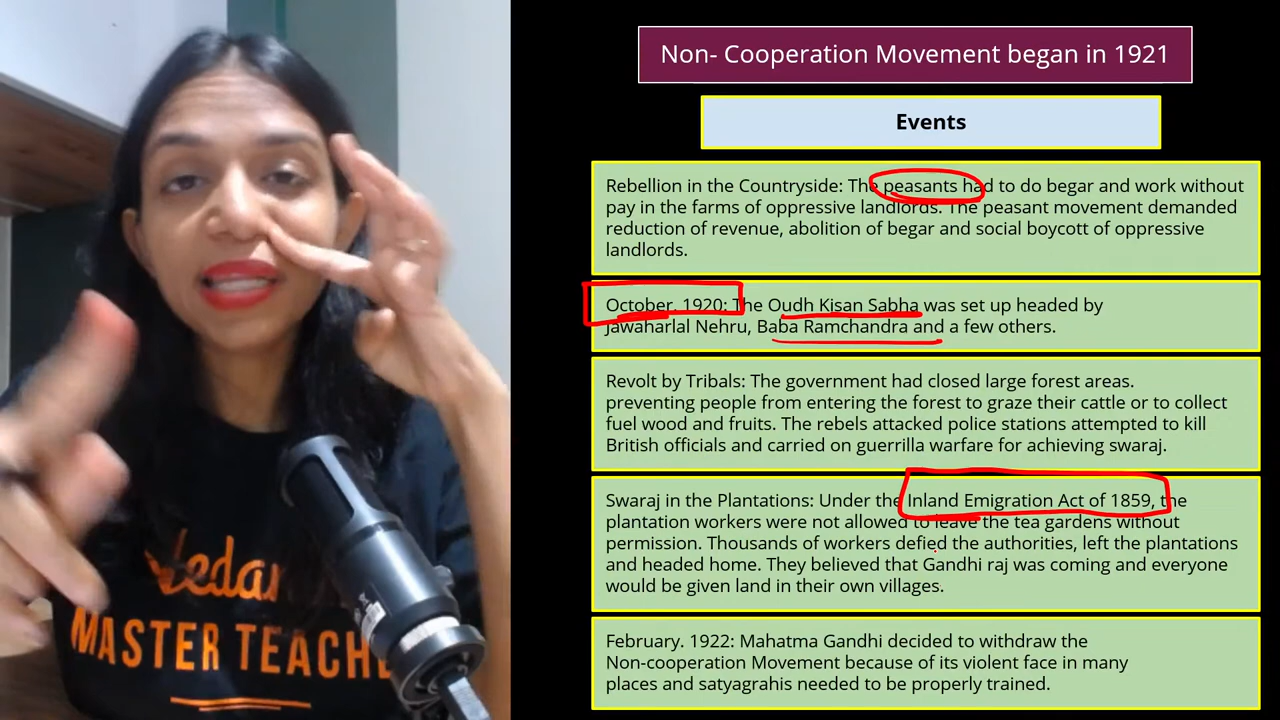 Non- Cooperation Movement began in 1921
Events
Rebellion in the Countryside: The peasants had to do begar and work without
pay in the farms of oppressive landlords. The peasant movement demanded
reduction of revenue, abolition of begar and social boycott of oppressive
landlords.
October. 1920: The Oudh Kisan Sabha was set up headed by
Jawaharlal Nehru, Baba Ramchandra and a few others.
Revolt by Tribals: The government had closed large forest areas.
preventing people from entering the forest to graze their cattle or to collect
fuel wood and fruits. The rebels attacked police stations attempted to kill
British officials and carried on guerrilla warfare for achieving swaraj.
Swaraj in the Plantations: Under the Inland Emigration Act of 1859, the
plantation workers were not allowed to leave the tea gardens without
permission. Thousands of workers defied the authorities, left the plantations
and headed home. They believed that Gandhi raj was coming and everyone
would be given land in their own villages.
February. 1922: Mahatma Gandhi decided to withdraw the
Non-cooperation Movement because of its violent face in many
places and satyagrahis needed to be properly trained.
MASTER